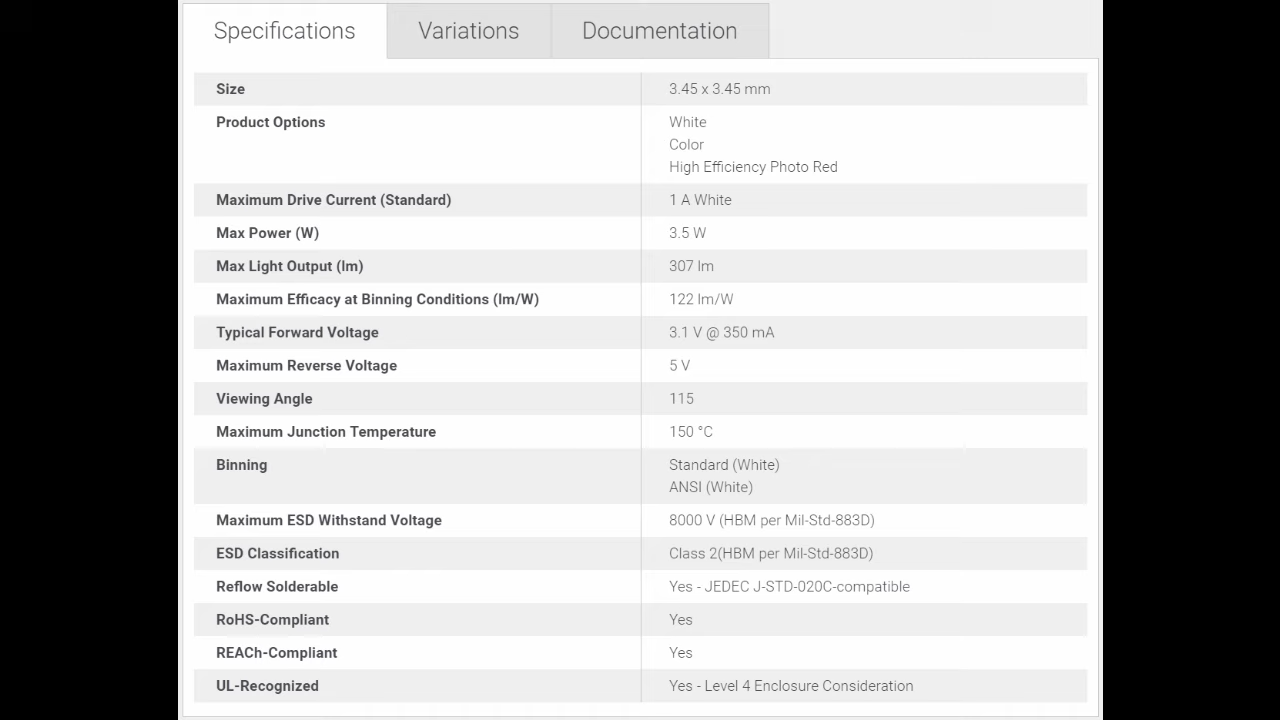 Specifications Variations Documentation
Size 3.45 x 3.45 mm
Product Options White
Color
High Efficiency Photo Red
Maximum Drive Current (Standard) 1 A White
Max Power (W) 3.5 W
Max Light Output (lm) 307 lm
Maximum Efficacy at Binning Conditions (lm/W) 122 lm/W
Typical Forward Voltage 3.1 V @ 350 mA
Maximum Reverse Voltage 5 V
Viewing Angle 115
Maximum Junction Temperature 150 °C
Binning Standard (White)
ANSI (White)
Maximum ESD Withstand Voltage 8000 V (HBM per Mil-Std-883D)
ESD Classification Class 2(HBM per Mil-Std-883D)
Reflow Solderable Yes - JEDEC J-STD-020C-compatible
RoHS-Compliant Yes
REACh-Compliant Yes
UL-Recognized Yes - Level 4 Enclosure Consideration